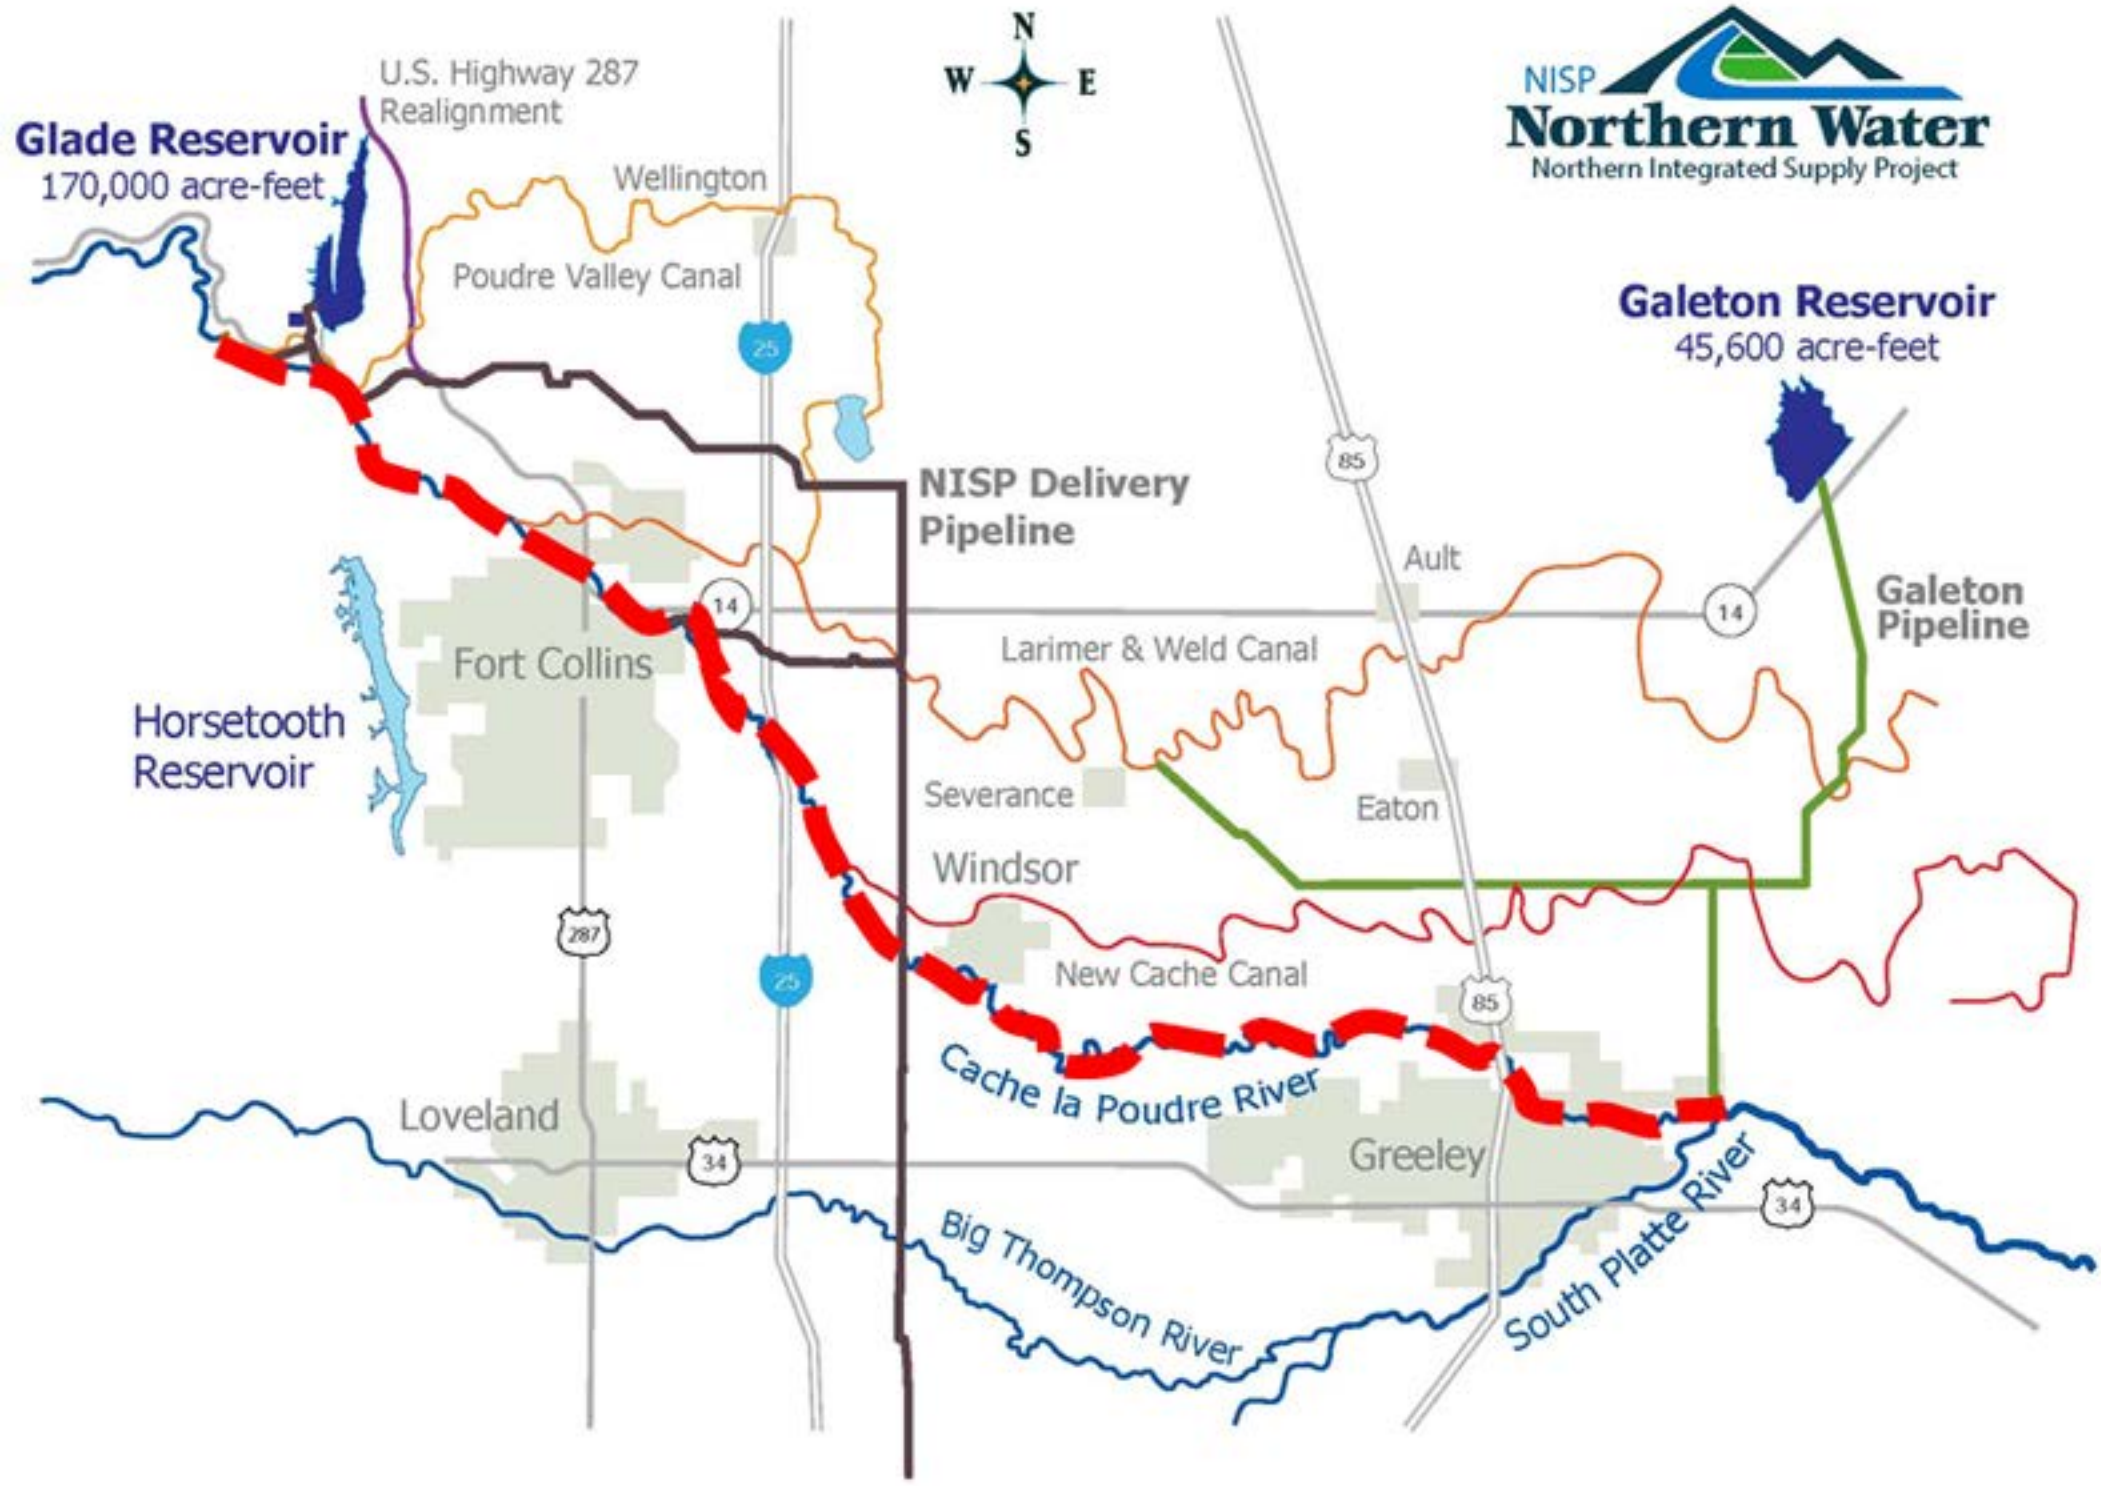 N
W E
S
NISP
Northern Water
Northern Integrated Supply Project
U.S. Highway 287
Realignment
Glade Reservoir
170,000 acre-feet
Wellington
Poudre Valley Canal
25
Galeton Reservoir
45,600 acre-feet
85
NISP Delivery
Pipeline
Ault
14
14
Galeton
Pipeline
Larimer & Weld Canal
Fort Collins
Horsetooth
Reservoir
Severance
Eaton
Windsor
287
25
New Cache Canal
85
Cache la Poudre River
Loveland
34
Greeley
34
Big Thompson River
South Platte River